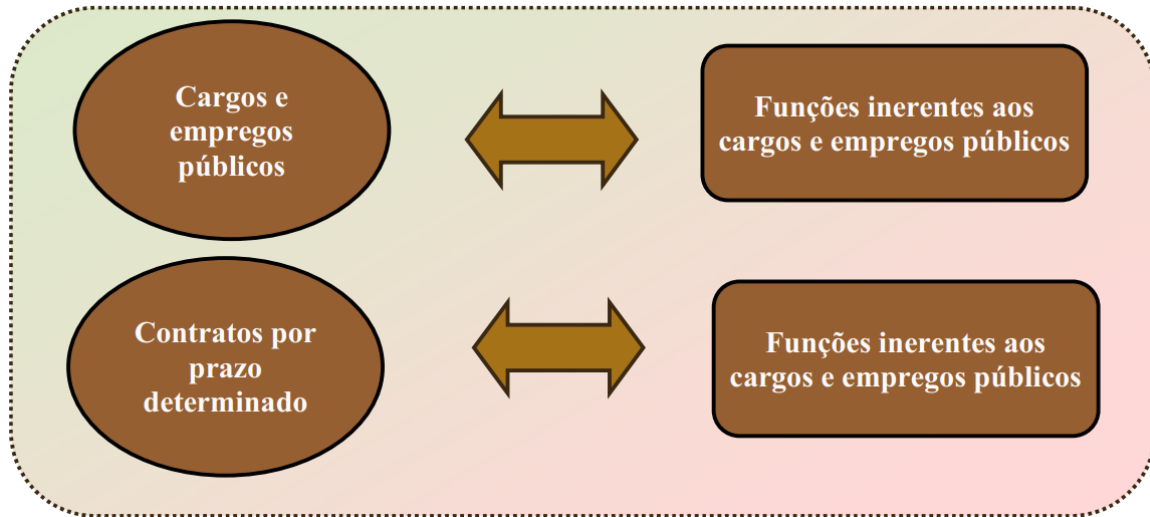 Cargos e
empregos
públicos
Funções inerentes aos
cargos e empregos públicos
Contratos por
prazo
determinado
Funções inerentes aos
cargos e empregos públicos